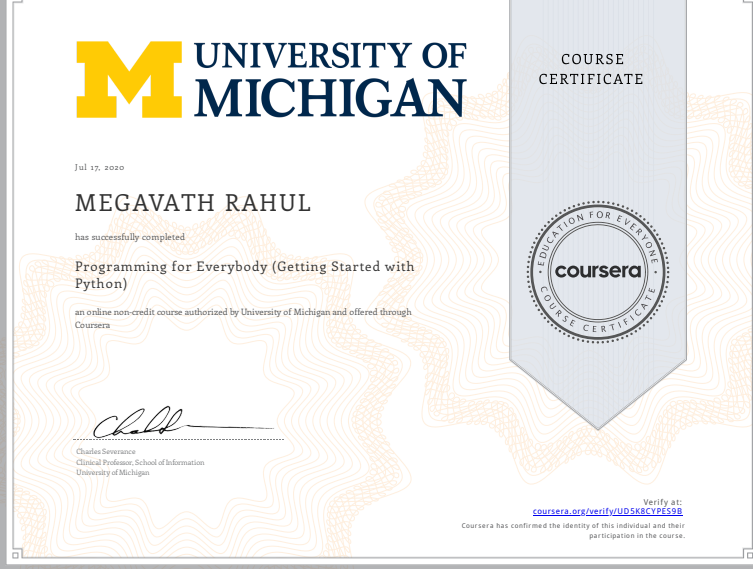 UNIVERSITY OF
MICHIGAN
COURSE
CERTIFICATE
Jul 17, 2020
MEGAVATH RAHUL
has successfully completed
Programming for Everybody (Getting Started with
Python)
an online non-credit course authorized by University of Michigan and offered through
Coursera
EDUCATION FOR EVERYONE
coursera
COURSE CERTIFICATE
Charles Severance
Clinical Professor, School of Information
University of Michigan
Verify at:
coursera.org/verify/UD5K8CYPES9B
Coursera has confirmed the identity of this individual and their
participation in the course.